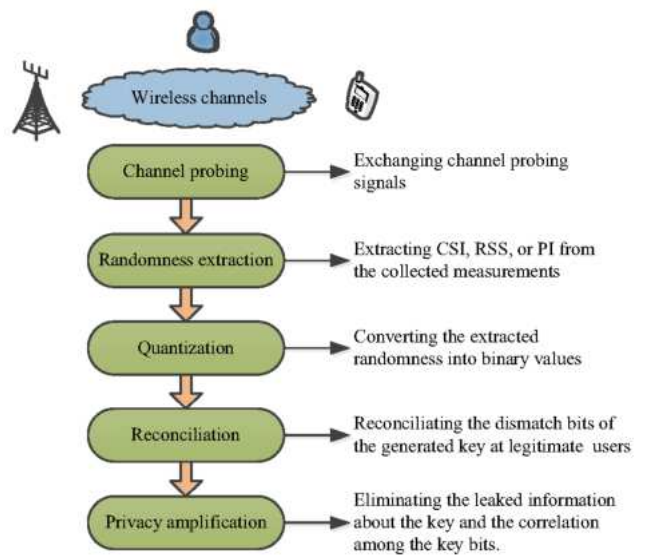 Wireless channels
Channel probing
Exchanging channel probing
signals
Randomness extraction
Extracting CSI, RSS, or PI from
the collected measurements
Quantization
Converting the extracted
randomness into binary values
Reconciliation
Reconciliating the dismatch bits of
the generated key at legitimate users
Privacy amplification
Eliminating the leaked information
about the key and the correlation
among the key bits.